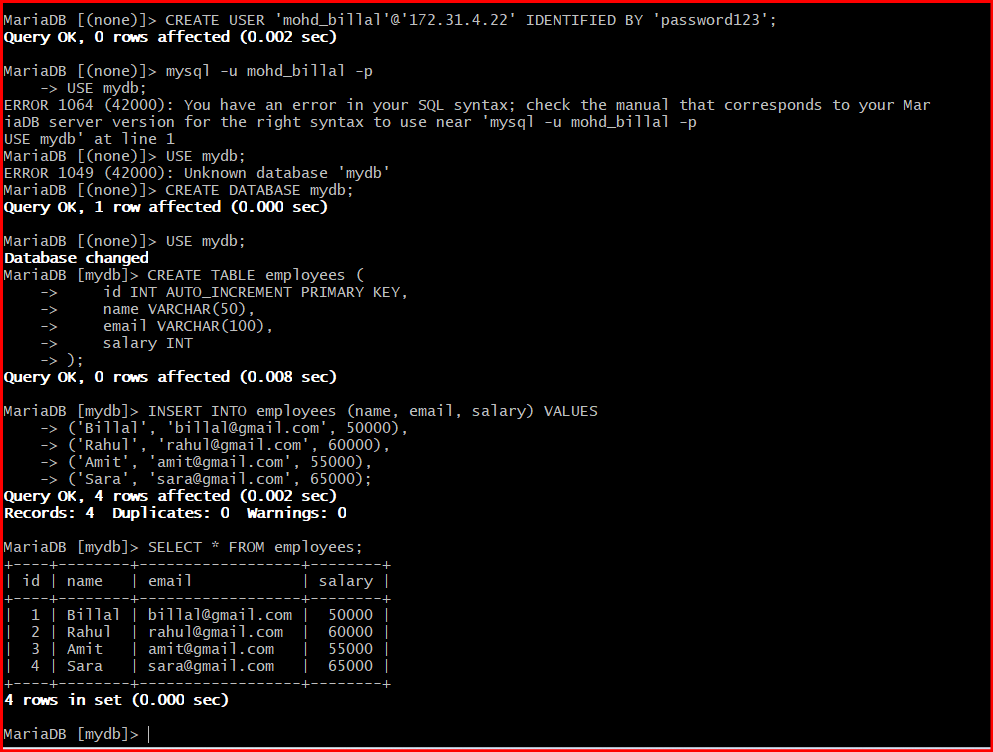 MariaDB [(none)]> CREATE USER 'mohd_billal'@'172.31.4.22' IDENTIFIED BY 'password123';
Query OK, 0 rows affected (0.002 sec)
MariaDB [(none)]> mysql -u mohd_billal -p
    -> USE mydb;
ERROR 1064 (42000): You have an error in your SQL syntax; check the manual that corresponds to your Mar
iaDB server version for the right syntax to use near 'mysql -u mohd_billal -p
USE mydb' at line 1
MariaDB [(none)]> USE mydb;
ERROR 1049 (42000): Unknown database 'mydb'
MariaDB [(none)]> CREATE DATABASE mydb;
Query OK, 1 row affected (0.000 sec)
MariaDB [(none)]> USE mydb;
Database changed
MariaDB [mydb]> CREATE TABLE employees (
    ->     id INT AUTO_INCREMENT PRIMARY KEY,
    ->     name VARCHAR(50),
    ->     email VARCHAR(100),
    ->     salary INT
    -> );
Query OK, 0 rows affected (0.008 sec)
MariaDB [mydb]> INSERT INTO employees (name, email, salary) VALUES
    -> ('Billal', 'billal@gmail.com', 50000),
    -> ('Rahul', 'rahul@gmail.com', 60000),
    -> ('Amit', 'amit@gmail.com', 55000),
    -> ('Sara', 'sara@gmail.com', 65000);
Query OK, 4 rows affected (0.002 sec)
Records: 4  Duplicates: 0  Warnings: 0
MariaDB [mydb]> SELECT * FROM employees;
+----+--------+------------------+--------+
| id | name   | email            | salary |
+----+--------+------------------+--------+
|  1 | Billal | billal@gmail.com |  50000 |
|  2 | Rahul  | rahul@gmail.com  |  60000 |
|  3 | Amit   | amit@gmail.com   |  55000 |
|  4 | Sara   | sara@gmail.com   |  65000 |
+----+--------+------------------+--------+
4 rows in set (0.000 sec)
MariaDB [mydb]>